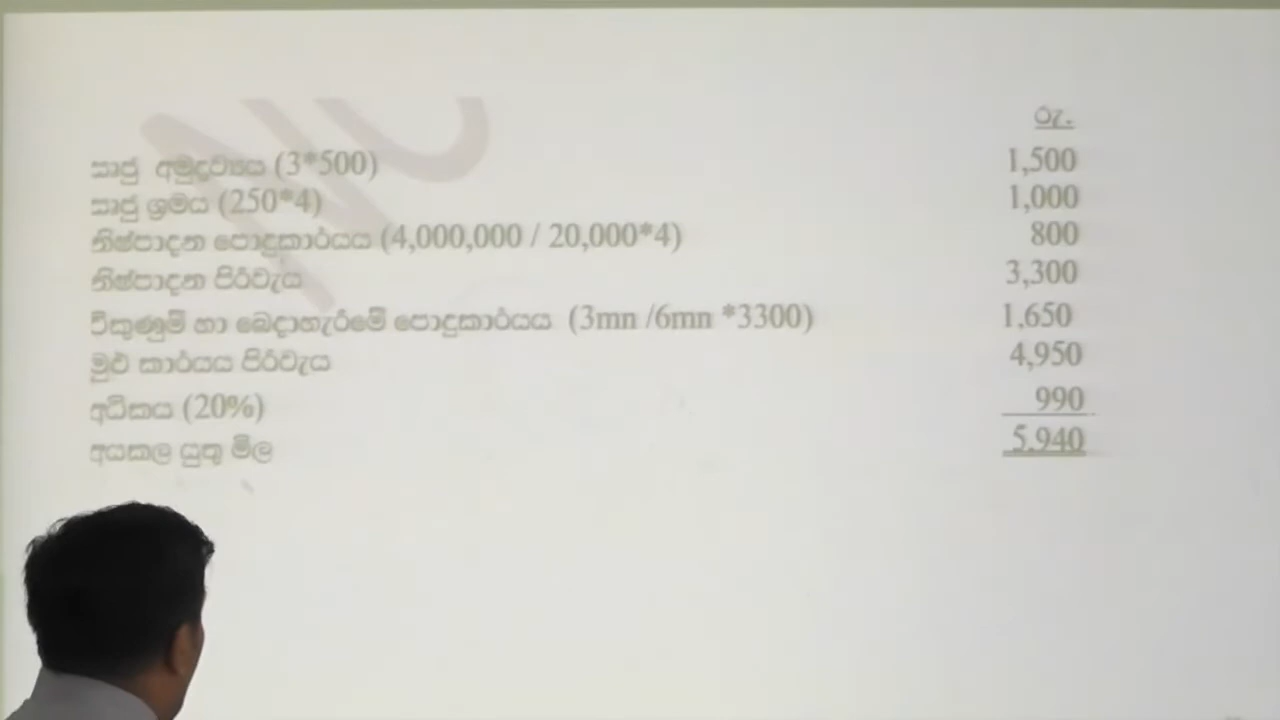 රු.
සෘජු අමුද්‍රව්‍යය (3*500) 1,500
සෘජු ශ්‍රමය (250*4) 1,000
නිෂ්පාදන පොදුකාර්යය (4,000,000 / 20,000*4) 800
නිෂ්පාදන පිරිවැය 3,300
විකුණුම් හා බෙදාහැරීමේ පොදුකාර්යය (3mn /6mn *3300) 1,650
මුළු කාර්යය පිරිවැය 4,950
අධිකය (20%) 990
අයකල යුතු මිල 5,940